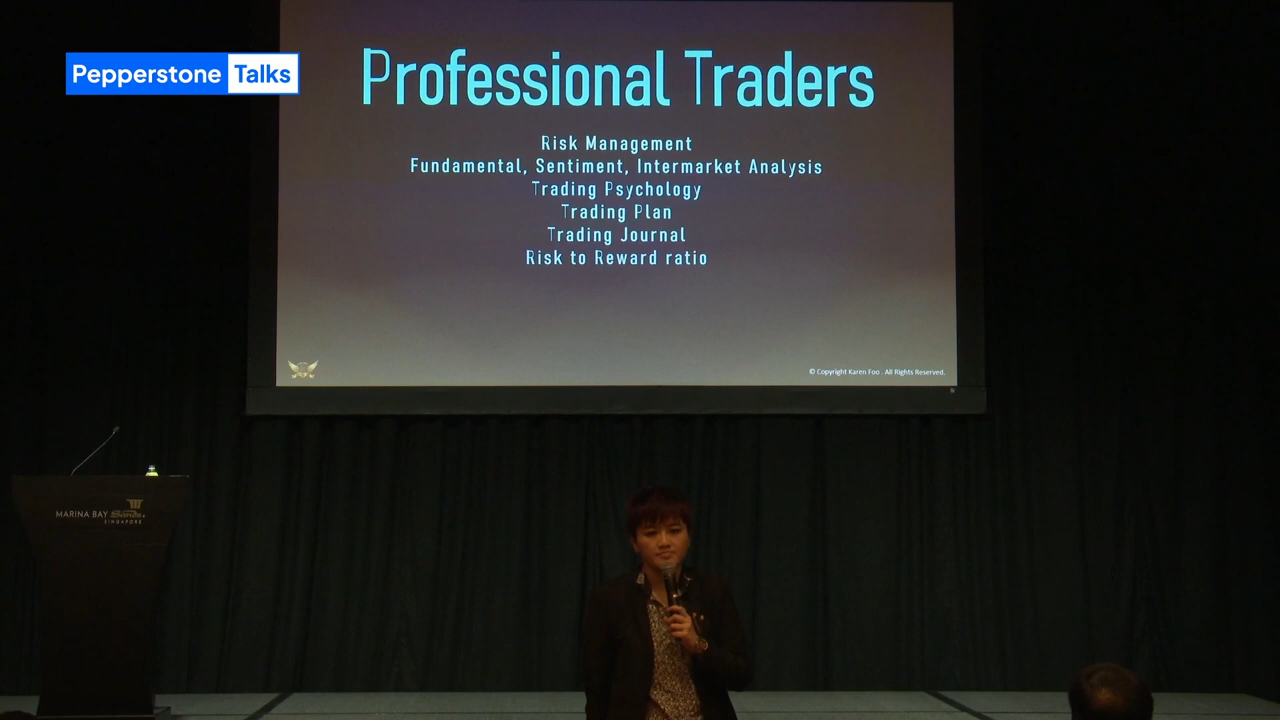 Pepperstone Talks
Professional Traders
Risk Management
Fundamental, Sentiment, Intermarket Analysis
Trading Psychology
Trading Plan
Trading Journal
Risk to Reward ratio
© Copyright Karen Foo . All Rights Reserved.
MARINA BAY Sands.
SINGAPORE